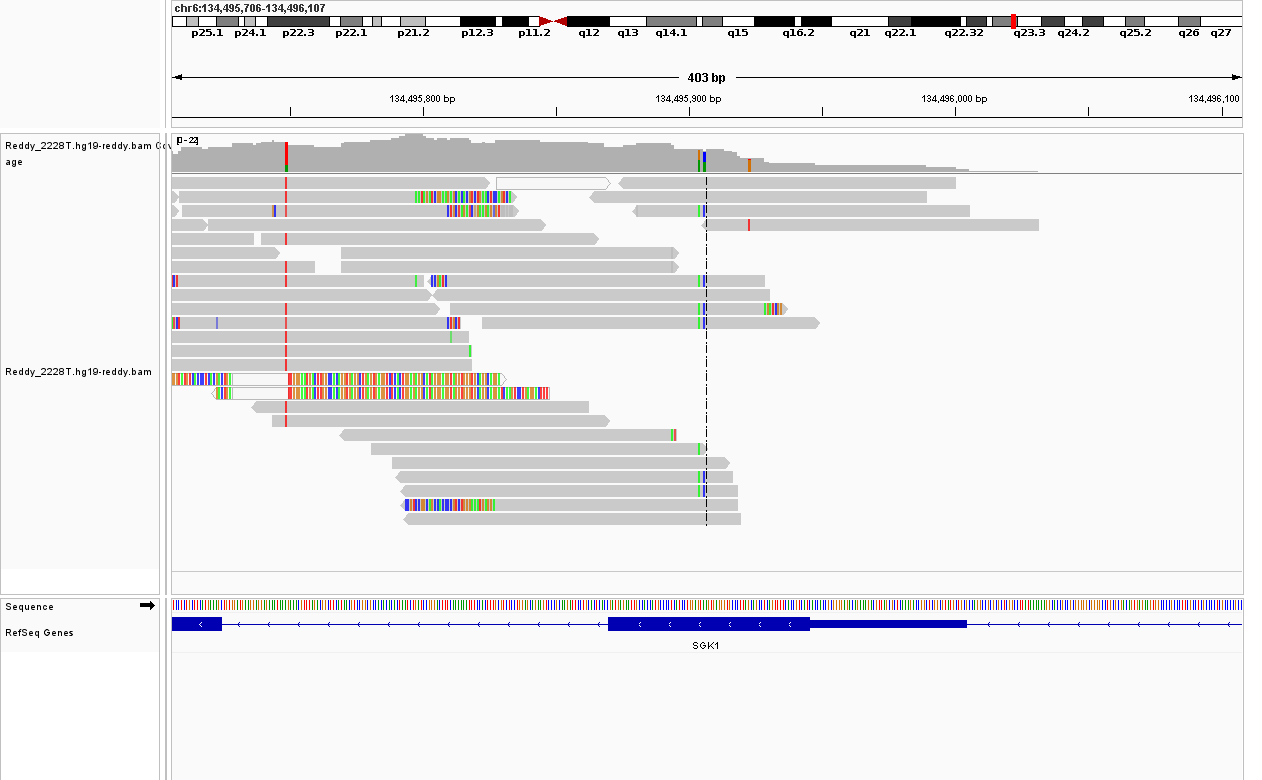 chr6:134,495,706-134,496,107
p25.1 p24.1 p22.3 p22.1 p21.2 p12.3 p11.2 q12 q13 q14.1 q15 q16.2 q21 q22.1 q22.32 q23.3 q24.2 q25.2 q26 q27
403 bp
134,495,800 bp 134,495,900 bp 134,496,000 bp 134,496,100
Reddy_2228T.hg19-reddy.bam Cov
age
[0-22]
Reddy_2228T.hg19-reddy.bam
Sequence
RefSeq Genes
SGK1